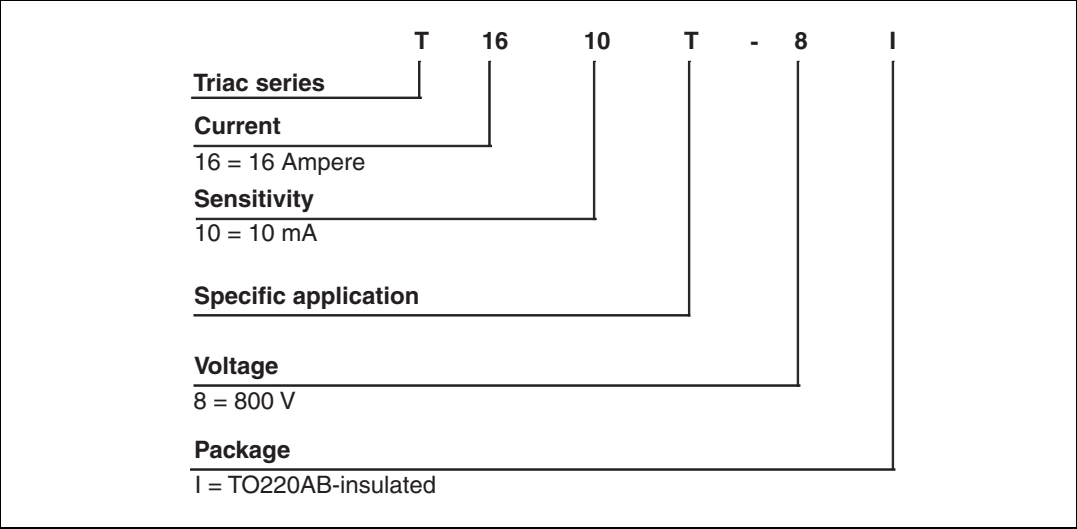 T 16 10 T - 8 I
Triac series
Current
16 = 16 Ampere
Sensitivity
10 = 10 mA
Specific application
Voltage
8 = 800 V
Package
I = TO220AB-insulated